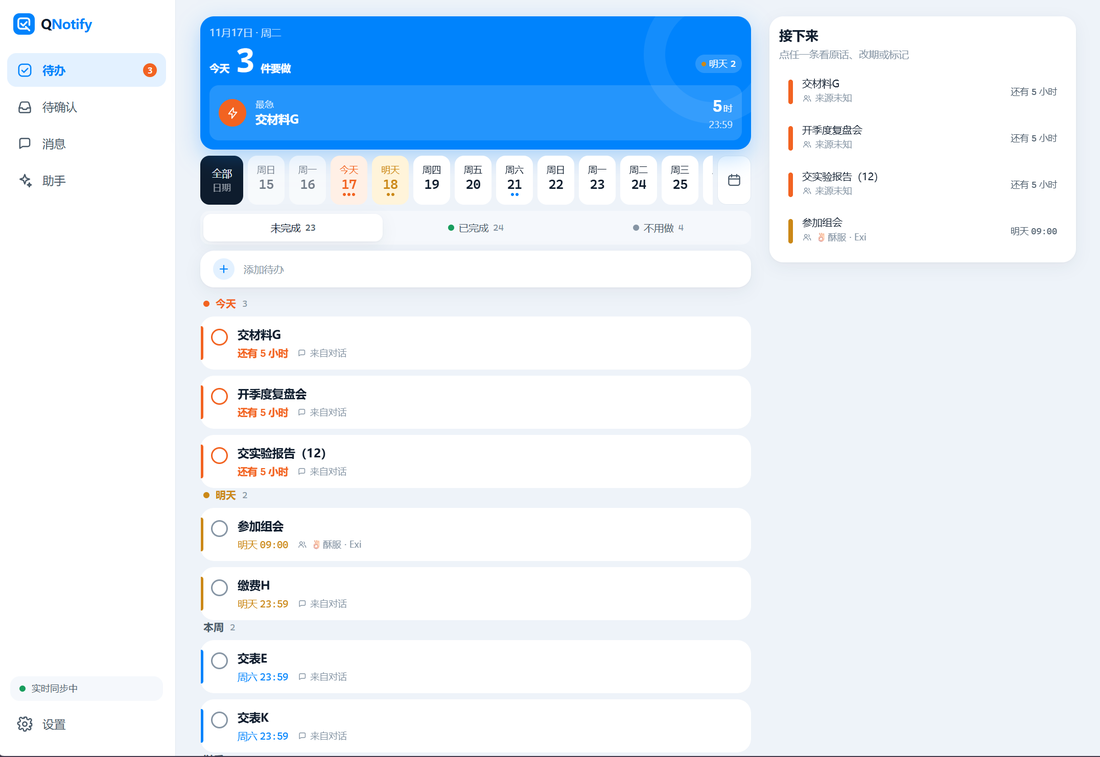 QNotify
待办 3
待确认
消息
助手
实时同步中
设置
11月17日 · 周二
今天 3 件要做
明天 2
最急
交材料G
5时
23:59
全部 日期
周日 15
周一 16
今天 17
明天 18
周四 19
周五 20
周六 21
周日 22
周一 23
周二 24
周三 25
未完成 23
已完成 24
不用做 4
添加待办
今天 3
交材料G
还有 5 小时 来自对话
开季度复盘会
还有 5 小时 来自对话
交实验报告（12）
还有 5 小时 来自对话
明天 2
参加组会
明天 09:00 酥服 · Exi
缴费H
明天 23:59 来自对话
本周 2
交表E
周六 23:59 来自对话
交表K
周六 23:59 来自对话
接下来
点任一条看原话、改期或标记
交材料G
来源未知
还有 5 小时
开季度复盘会
来源未知
还有 5 小时
交实验报告（12）
来源未知
还有 5 小时
参加组会
酥服 · Exi
明天 09:00